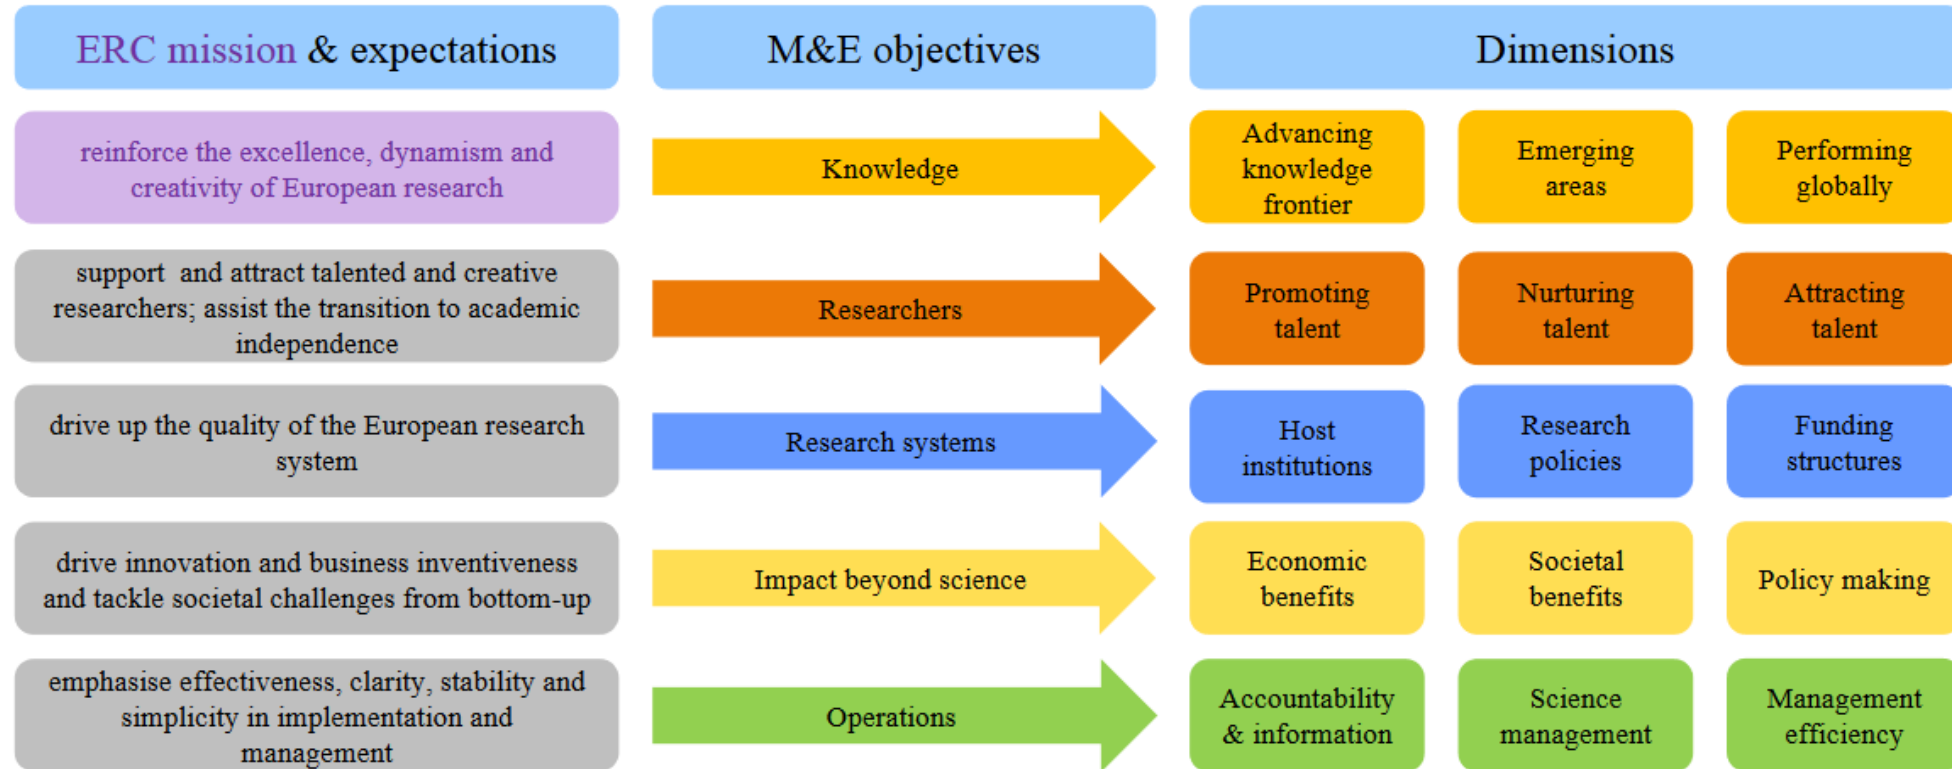 ERC mission & expectations
M&E objectives
Dimensions
reinforce the excellence, dynamism and
creativity of European research
Knowledge
Advancing
knowledge
frontier
Emerging
areas
Performing
globally
support and attract talented and creative
researchers; assist the transition to academic
independence
Researchers
Promoting
talent
Nurturing
talent
Attracting
talent
drive up the quality of the European research
system
Research systems
Host
institutions
Research
policies
Funding
structures
drive innovation and business inventiveness
and tackle societal challenges from bottom-up
Impact beyond science
Economic
benefits
Societal
benefits
Policy making
emphasise effectiveness, clarity, stability and
simplicity in implementation and
management
Operations
Accountability
& information
Science
management
Management
efficiency